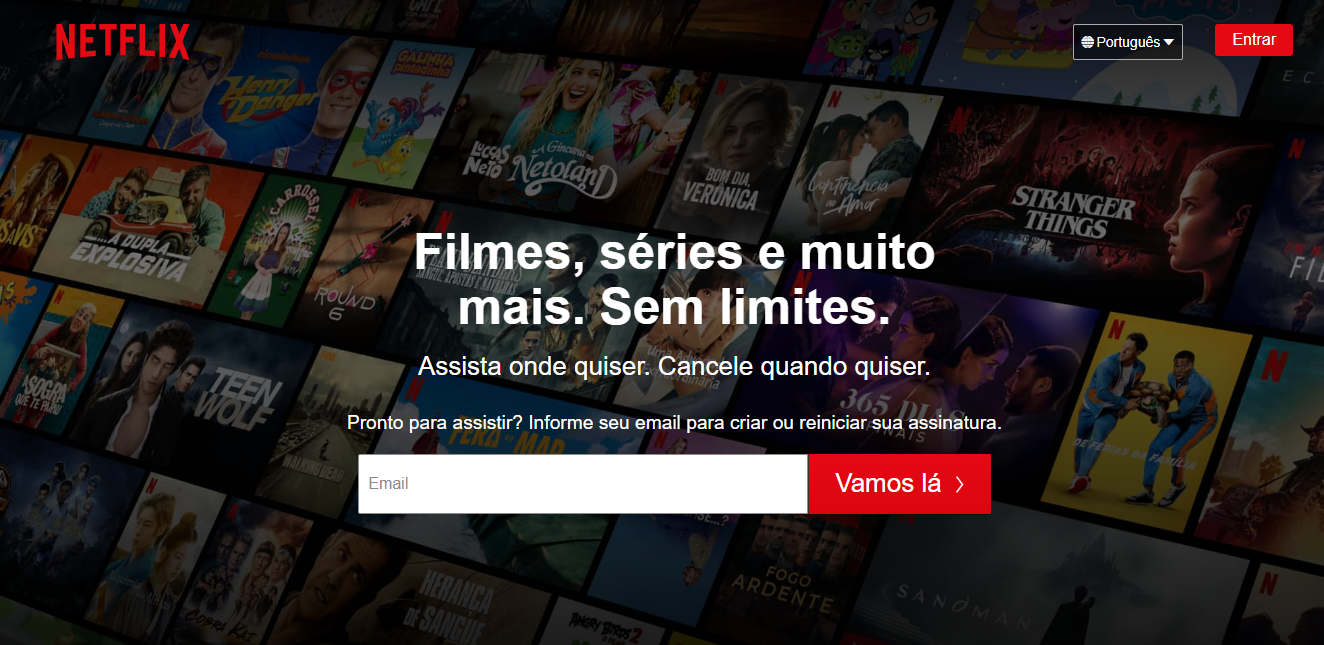 NETFLIX
Português
Entrar
nickelodeon
Henry
Danger
GALINHA
Pintadinha
LUCCAS
NETO
A Gincana na
Netoland
BOM DIA,
VERÔNICA
Continência
ao Amor
STRANGER
THINGS
A DUPLA
EXPLOSIVA
CARROSSEL
ROUND
6
Filmes, séries e muito
mais. Sem limites.
Assista onde quiser. Cancele quando quiser.
A SOGRA
QUE TE PARIU
TEEN
WOLF
365 DIAS
DE FÉRIAS DA FAMÍLIA
Pronto para assistir? Informe seu email para criar ou reiniciar sua assinatura.
FERA DO MAR
WALKING DEAD
Email
Vamos lá
COBRA KAI
HERANÇA
DE SANGUE
ANGRY BIRDS 2
FOGO
ARDENTE
SANDMAN